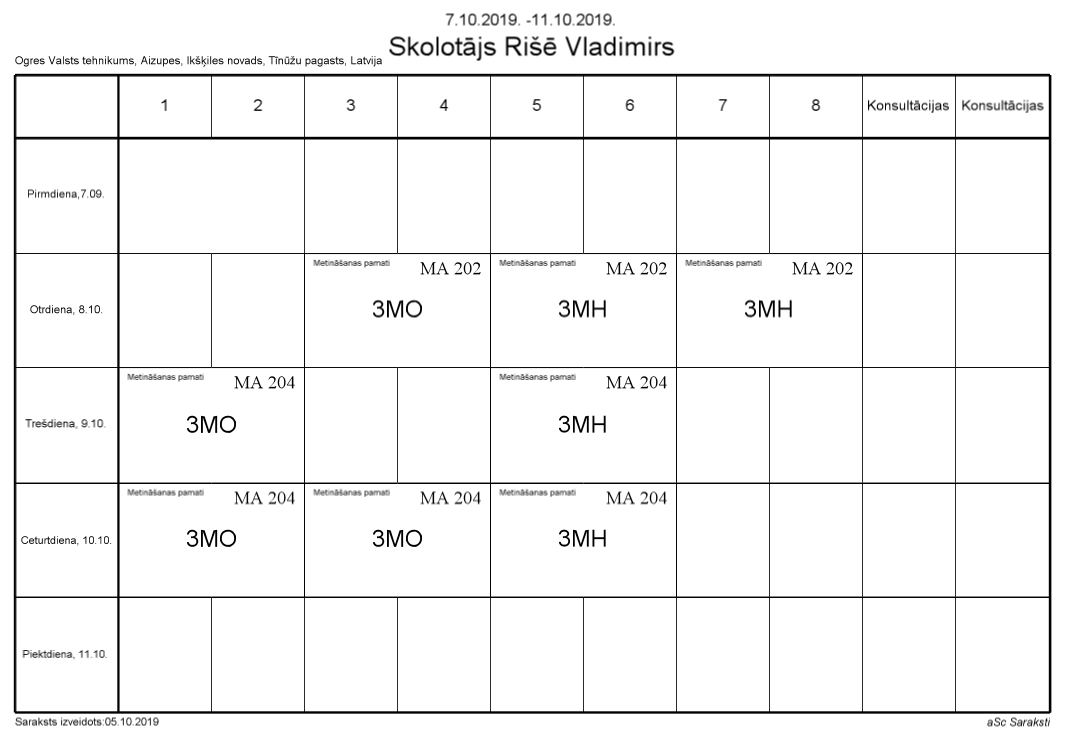 7.10.2019. -11.10.2019.
Skolotājs Rišē Vladimirs
Ogres Valsts tehnikums, Aizupes, Ikšķiles novads, Tīnūžu pagasts, Latvija
1 2 3 4 5 6 7 8 Konsultācijas Konsultācijas
Pirmdiena,7.09.
Metināšanas pamati MA 202 Metināšanas pamati MA 202 Metināšanas pamati MA 202
Otrdiena, 8.10. 3MO 3MH 3MH
Metināšanas pamati MA 204 Metināšanas pamati MA 204
Trešdiena, 9.10. 3MO 3MH
Metināšanas pamati MA 204 Metināšanas pamati MA 204 Metināšanas pamati MA 204
Ceturtdiena, 10.10. 3MO 3MO 3MH
Piektdiena, 11.10.
Saraksts izveidots:05.10.2019 aSc Saraksti